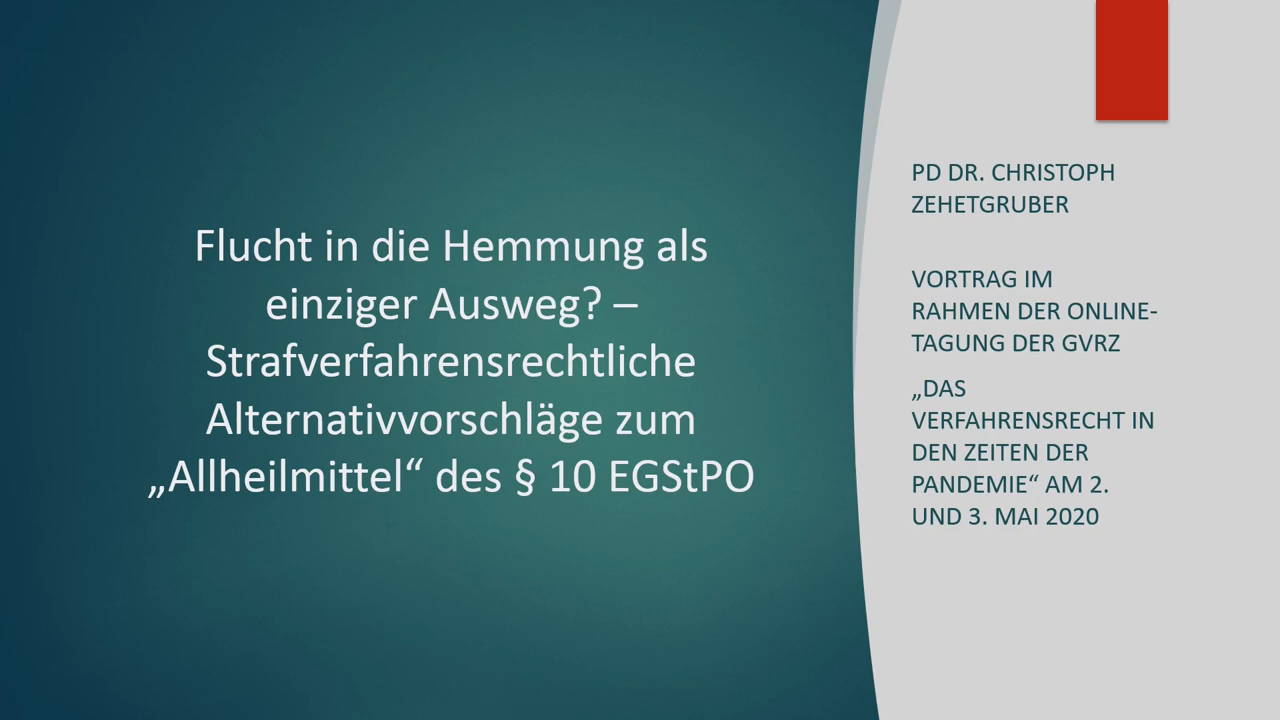 Flucht in die Hemmung als
einziger Ausweg? –
Strafverfahrensrechtliche
Alternativvorschläge zum
„Allheilmittel“ des § 10 EGStPO
PD DR. CHRISTOPH
ZEHETGRUBER
VORTRAG IM
RAHMEN DER ONLINE-
TAGUNG DER GVRZ
„DAS
VERFAHRENSRECHT IN
DEN ZEITEN DER
PANDEMIE“ AM 2.
UND 3. MAI 2020